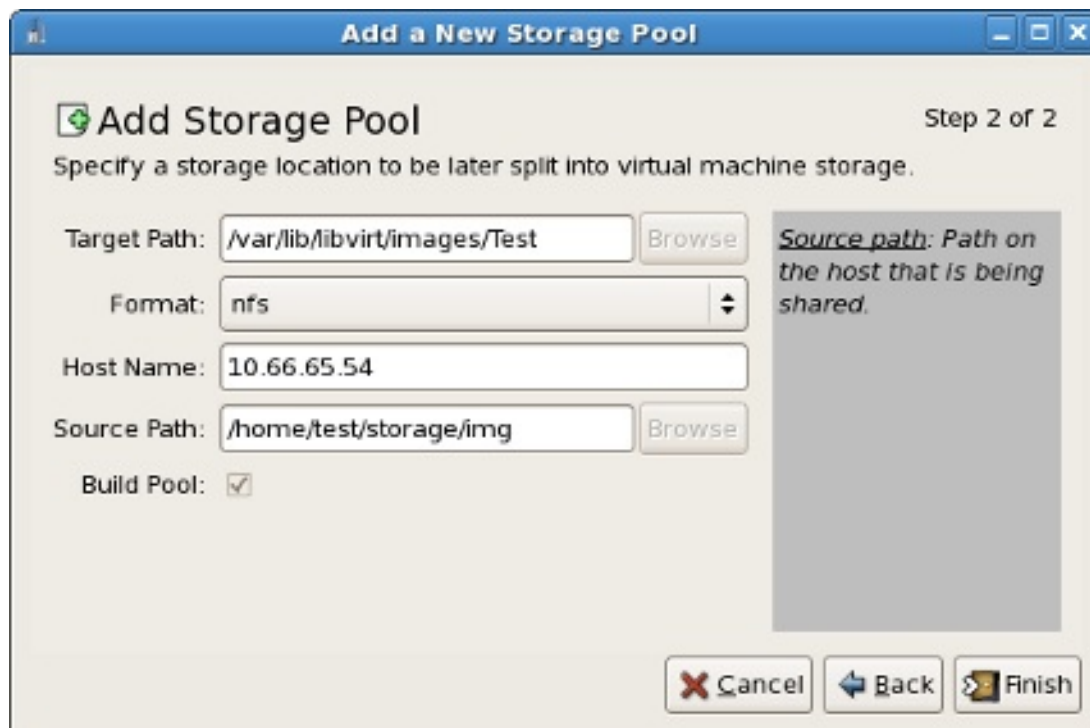 Add a New Storage Pool
Add Storage Pool
Step 2 of 2
Specify a storage location to be later split into virtual machine storage.
Target Path: /var/lib/libvirt/images/Test Browse
Format: nfs
Host Name: 10.66.65.54
Source Path: /home/test/storage/img Browse
Build Pool:
Source path: Path on
the host that is being
shared.
Cancel Back Finish